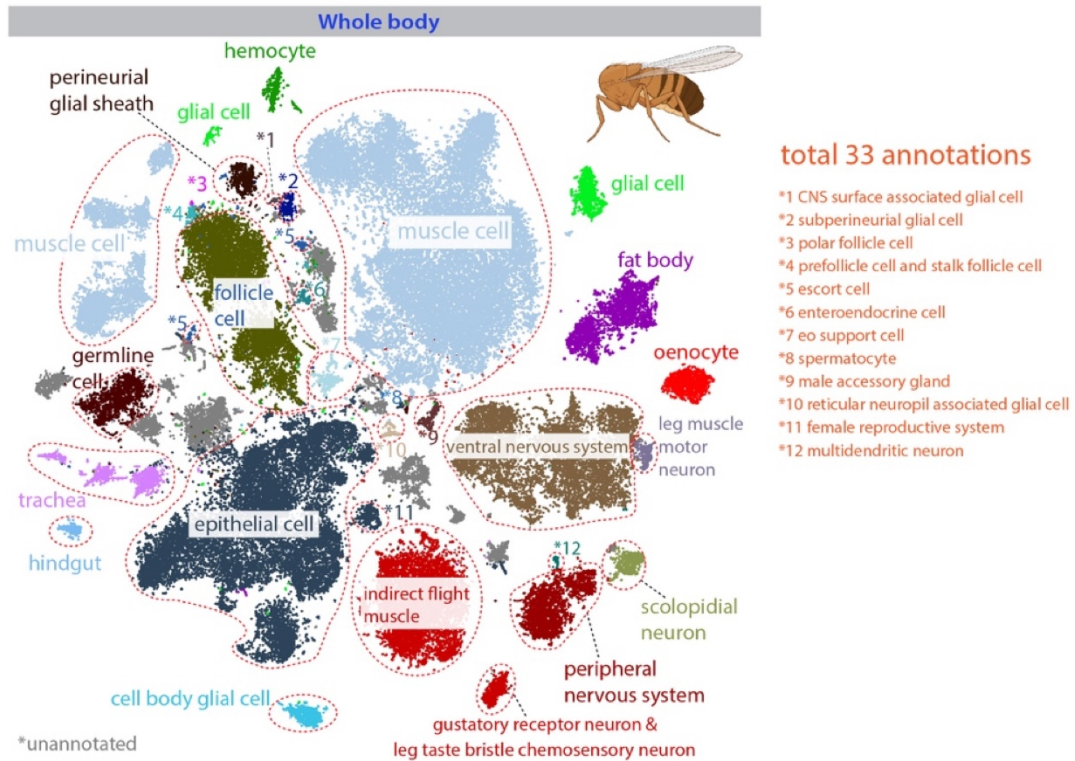 Whole body
hemocyte
perineurial
glial sheath
glial cell
*1
*3
*2
glial cell
*4
muscle cell
muscle cell
*5
fat body
*6
follicle
cell
*5
*7
oenocyte
germline
cell
*8
*9
*10
ventral nervous system
leg muscle
motor
neuron
trachea
epithelial cell
*11
hindgut
*12
indirect flight
muscle
scolopidial
neuron
peripheral
nervous system
cell body glial cell
gustatory receptor neuron &
leg taste bristle chemosensory neuron
*unannotated
total 33 annotations
*1 CNS surface associated glial cell
*2 subperineurial glial cell
*3 polar follicle cell
*4 prefollicle cell and stalk follicle cell
*5 escort cell
*6 enteroendocrine cell
*7 eo support cell
*8 spermatocyte
*9 male accessory gland
*10 reticular neuropil associated glial cell
*11 female reproductive system
*12 multidendritic neuron